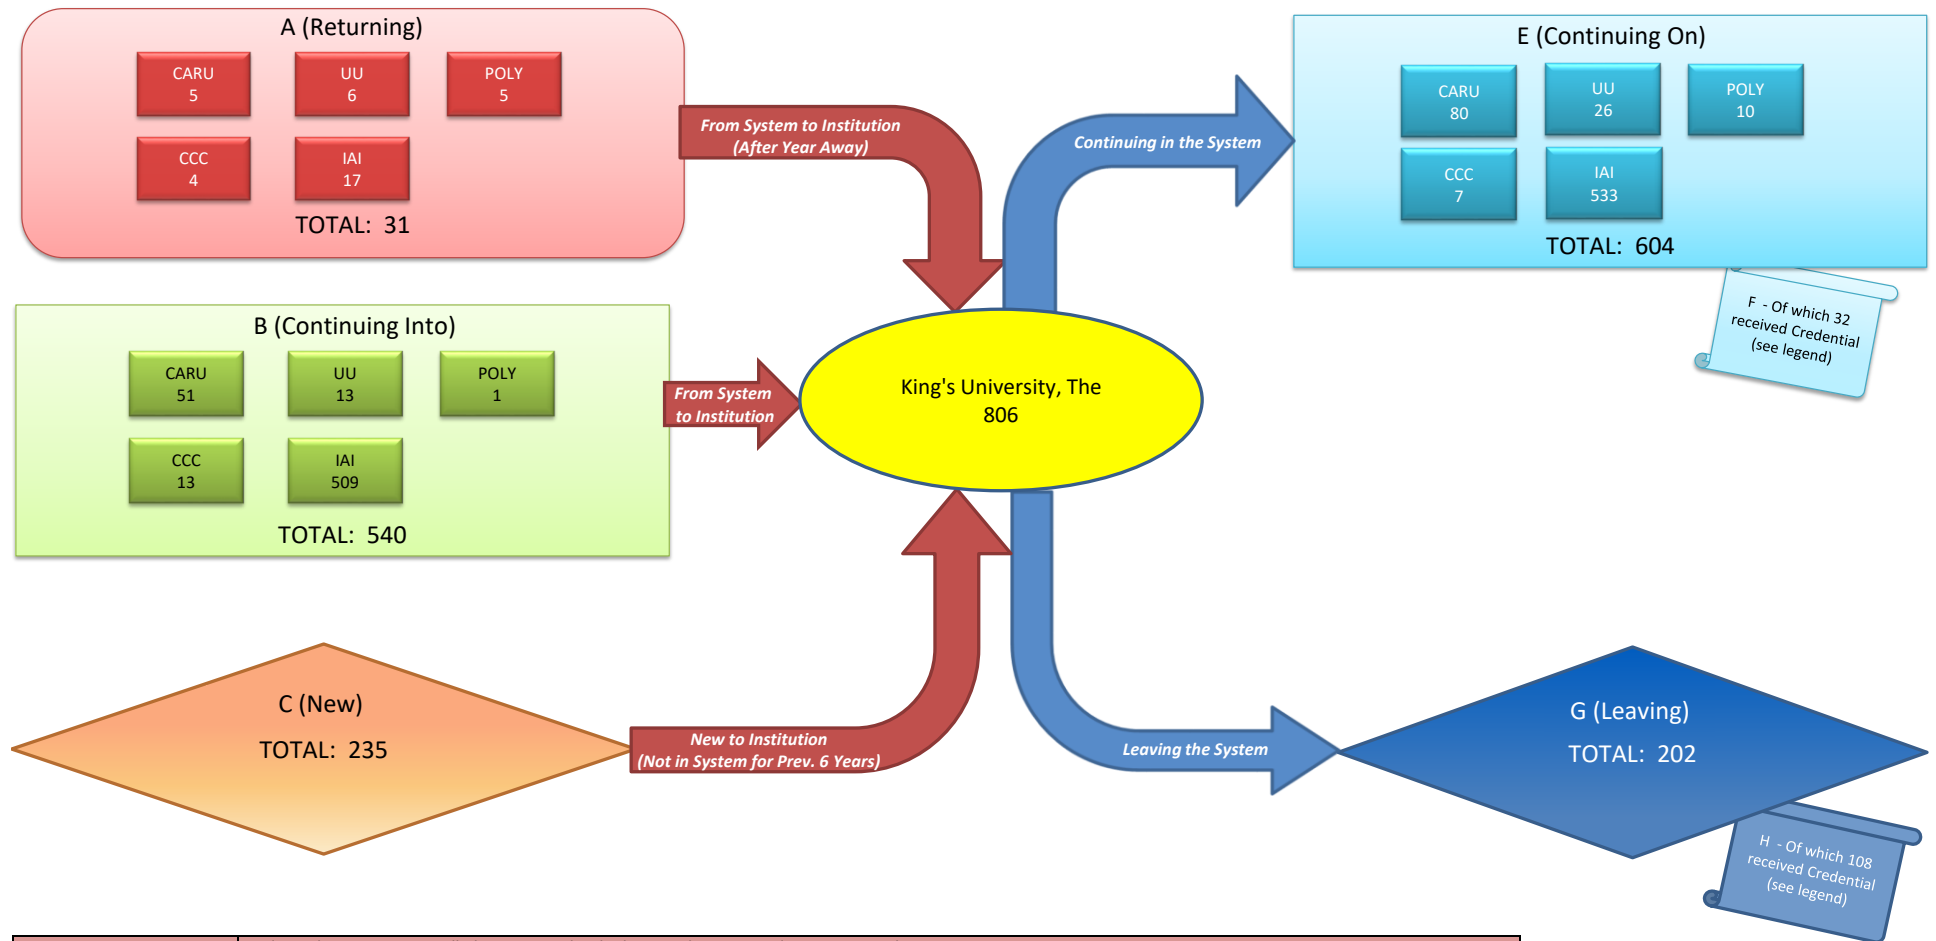 A (Returning)
CARU
5
UU
6
POLY
5
CCC
4
IAI
17
TOTAL: 31
From System to Institution
(After Year Away)
Continuing in the System
E (Continuing On)
CARU
80
UU
26
POLY
10
CCC
7
IAI
533
TOTAL: 604
F - Of which 32
received Credential
(see legend)
B (Continuing Into)
CARU
51
UU
13
POLY
1
CCC
13
IAI
509
TOTAL: 540
From System
to Institution
King's University, The
806
C (New)
TOTAL: 235
New to Institution
(Not in System for Prev. 6 Years)
Leaving the System
G (Leaving)
TOTAL: 202
H - Of which 108
received Credential
(see legend)